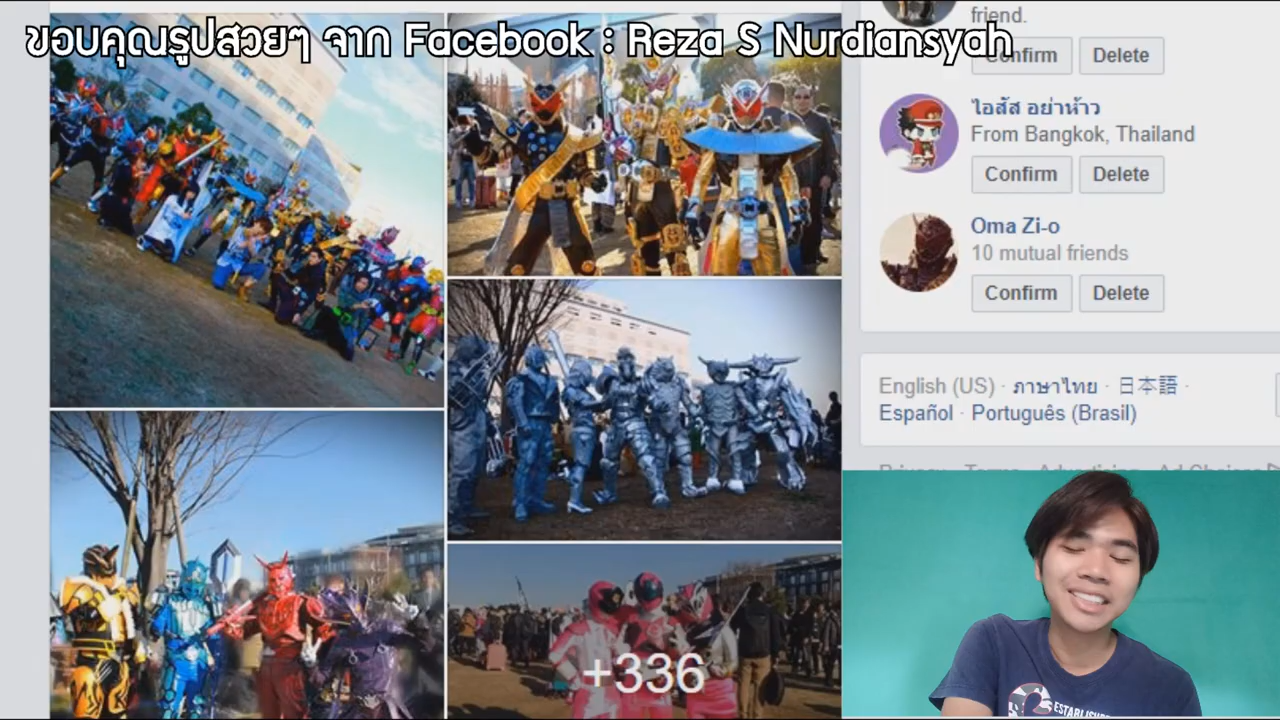 ขอบคุณรูปสวยๆ จาก Facebook : Reza S Nurdiansyah
friend.
Confirm Delete
ไอสัส อย่าห้าว
From Bangkok, Thailand
Confirm Delete
Oma Zi-o
10 mutual friends
Confirm Delete
English (US) · ภาษาไทย · 日本語 ·
Español · Português (Brasil)
+336